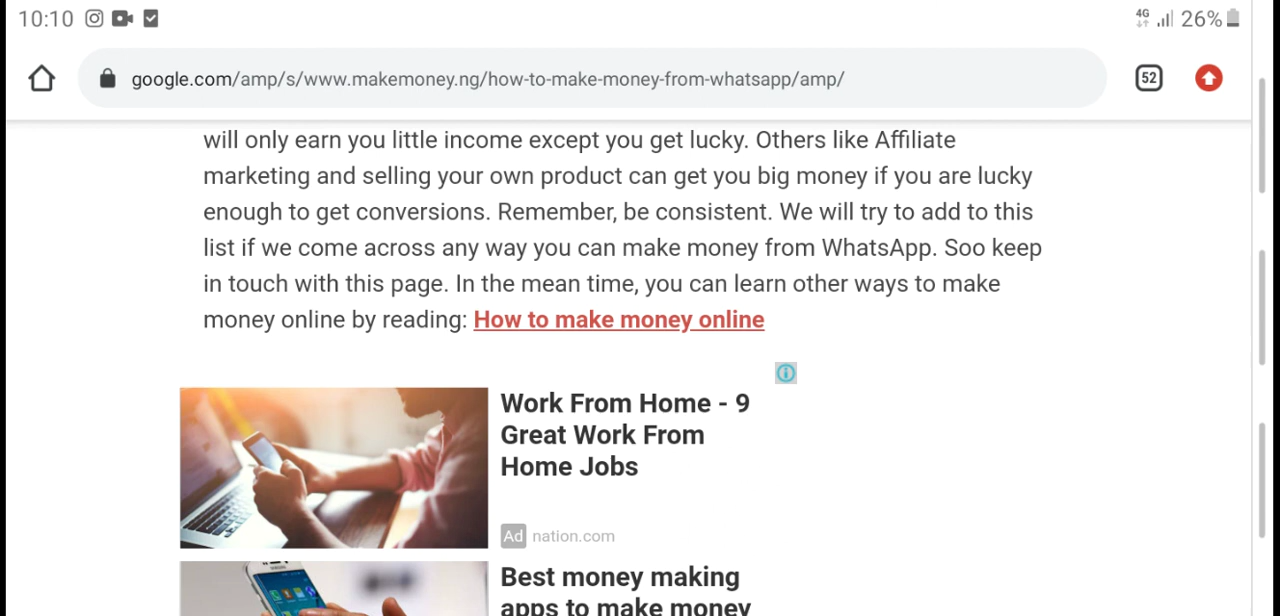 10:10
4G 26%
google.com/amp/s/www.makemoney.ng/how-to-make-money-from-whatsapp/amp/
52
will only earn you little income except you get lucky. Others like Affiliate
marketing and selling your own product can get you big money if you are lucky
enough to get conversions. Remember, be consistent. We will try to add to this
list if we come across any way you can make money from WhatsApp. Soo keep
in touch with this page. In the mean time, you can learn other ways to make
money online by reading: How to make money online
Work From Home - 9
Great Work From
Home Jobs
Ad nation.com
Best money making
apps to make money